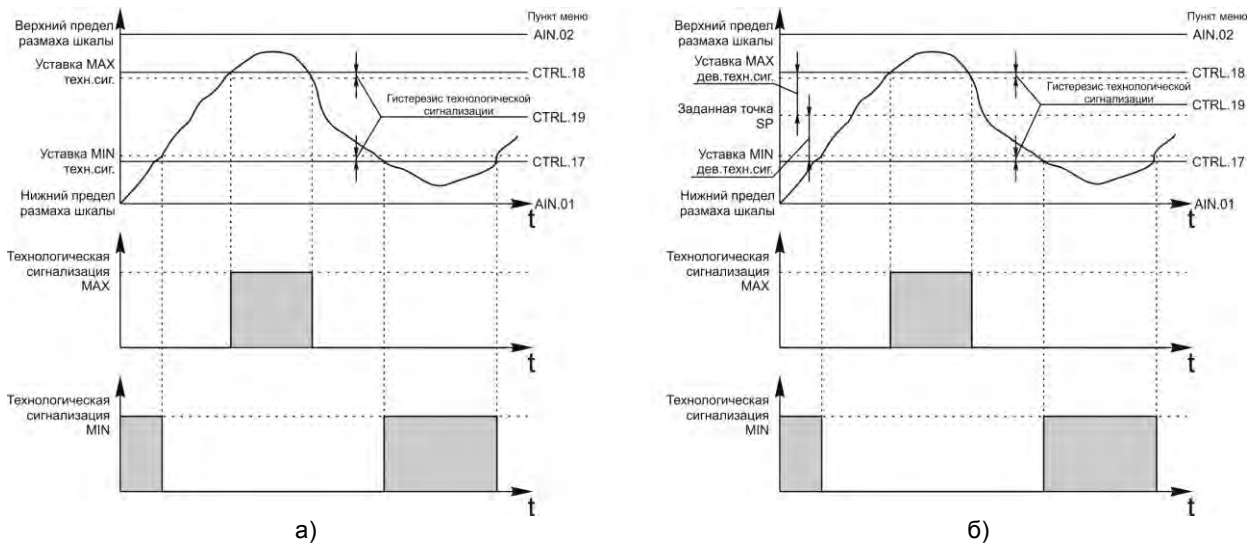 Пункт меню
Верхний предел
размаха шкалы
AIN.02
Уставка MAX
техн.сиг.
CTRL.18
Гистерезис технологической
сигнализации
CTRL.19
Уставка MIN
техн.сиг.
CTRL.17
Нижний предел
размаха шкалы
AIN.01
t
Технологическая
сигнализация
MAX
t
Технологическая
сигнализация
MIN
t
а)
Пункт меню
Верхний предел
размаха шкалы
AIN.02
Уставка MAX
дев.техн.сиг.
CTRL.18
Гистерезис технологической
сигнализации
Заданная точка
SP
CTRL.19
Уставка MIN
дев.техн.сиг.
CTRL.17
Нижний предел
размаха шкалы
AIN.01
t
Технологическая
сигнализация
MAX
t
Технологическая
сигнализация
MIN
t
б)